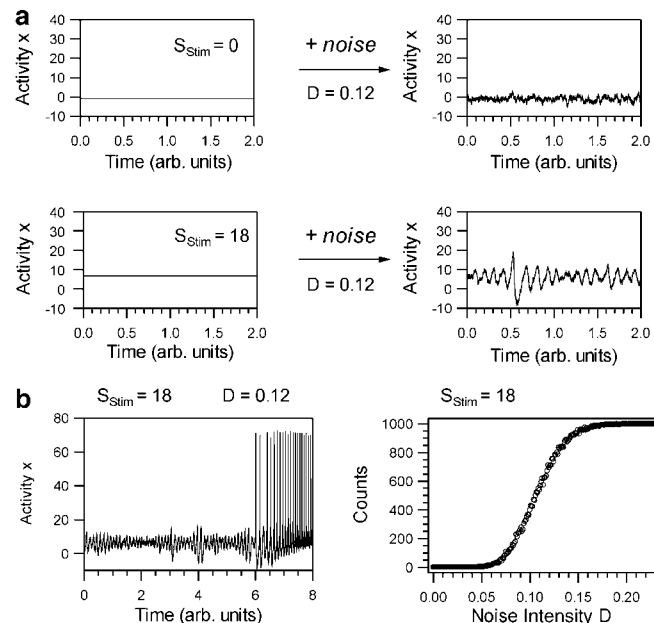 a
Activity x
40
30
20
10
0
-10
S Stim = 0
0.0 0.5 1.0 1.5 2.0
Time (arb. units)
+ noise
D = 0.12
Activity x
40
30
20
10
0
-10
0.0 0.5 1.0 1.5 2.0
Time (arb. units)
Activity x
40
30
20
10
0
-10
S Stim = 18
0.0 0.5 1.0 1.5 2.0
Time (arb. units)
+ noise
D = 0.12
Activity x
40
30
20
10
0
-10
0.0 0.5 1.0 1.5 2.0
Time (arb. units)
b
S Stim = 18 D = 0.12
Activity x
80
60
40
20
0
0 2 4 6 8
Time (arb. units)
S Stim = 18
Counts
1000
800
600
400
200
0
0.00 0.05 0.10 0.15 0.20
Noise Intensity D